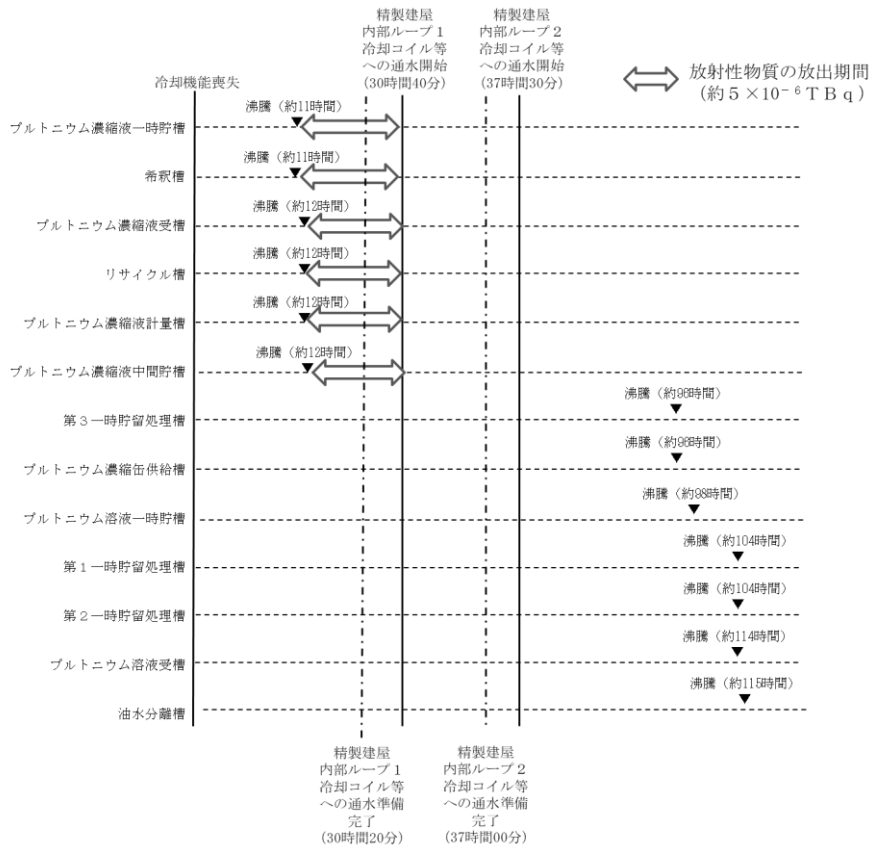 精製建屋
内部ループ１
冷却コイル等
への通水開始
(30時間40分)
精製建屋
内部ループ２
冷却コイル等
への通水開始
(37時間30分)
放射性物質の放出期間
(約５×10⁻⁶ＴＢｑ)
冷却機能喪失
沸騰（約11時間）
プルトニウム濃縮液一時貯槽
沸騰（約11時間）
希釈槽
沸騰（約12時間）
プルトニウム濃縮液受槽
沸騰（約12時間）
リサイクル槽
沸騰（約12時間）
プルトニウム濃縮液計量槽
沸騰（約12時間）
プルトニウム濃縮液中間貯槽
沸騰（約96時間）
第３一時貯留処理槽
沸騰（約96時間）
プルトニウム濃縮缶供給槽
沸騰（約98時間）
プルトニウム溶液一時貯槽
沸騰（約104時間）
第１一時貯留処理槽
沸騰（約104時間）
第２一時貯留処理槽
沸騰（約114時間）
プルトニウム溶液受槽
沸騰（約115時間）
油水分離槽
精製建屋
内部ループ１
冷却コイル等
への通水準備
完了
(30時間20分)
精製建屋
内部ループ２
冷却コイル等
への通水準備
完了
(37時間00分)